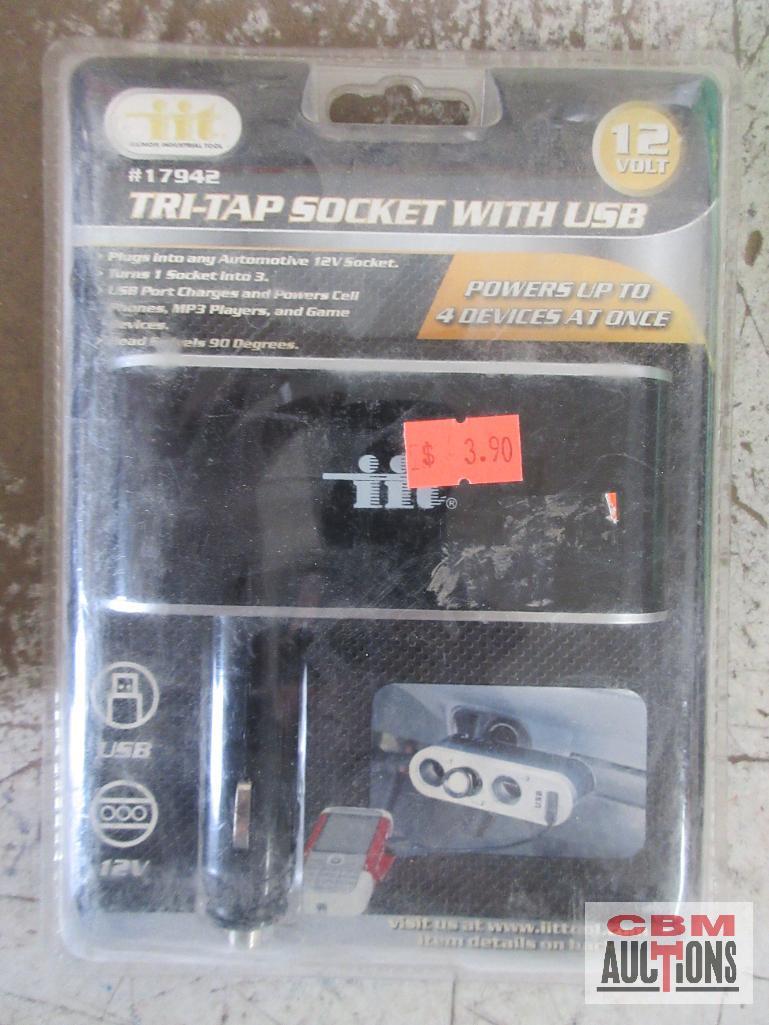 iit
ILLINOIS INDUSTRIAL TOOL
12
VOLT
#17942
TRI-TAP SOCKET WITH USB
Plugs Into any Automotive 12V Socket.
Turns 1 Socket Into 3.
USB Port Charges and Powers Cell
Phones, MP3 Players, and Game
Devices.
Head Swivels 90 Degrees.
POWERS UP TO
4 DEVICES AT ONCE
$ 3.90
iit®
USB
USB
12V
visit us at www.iittool.
item details on back
CBM
AUCTIONS